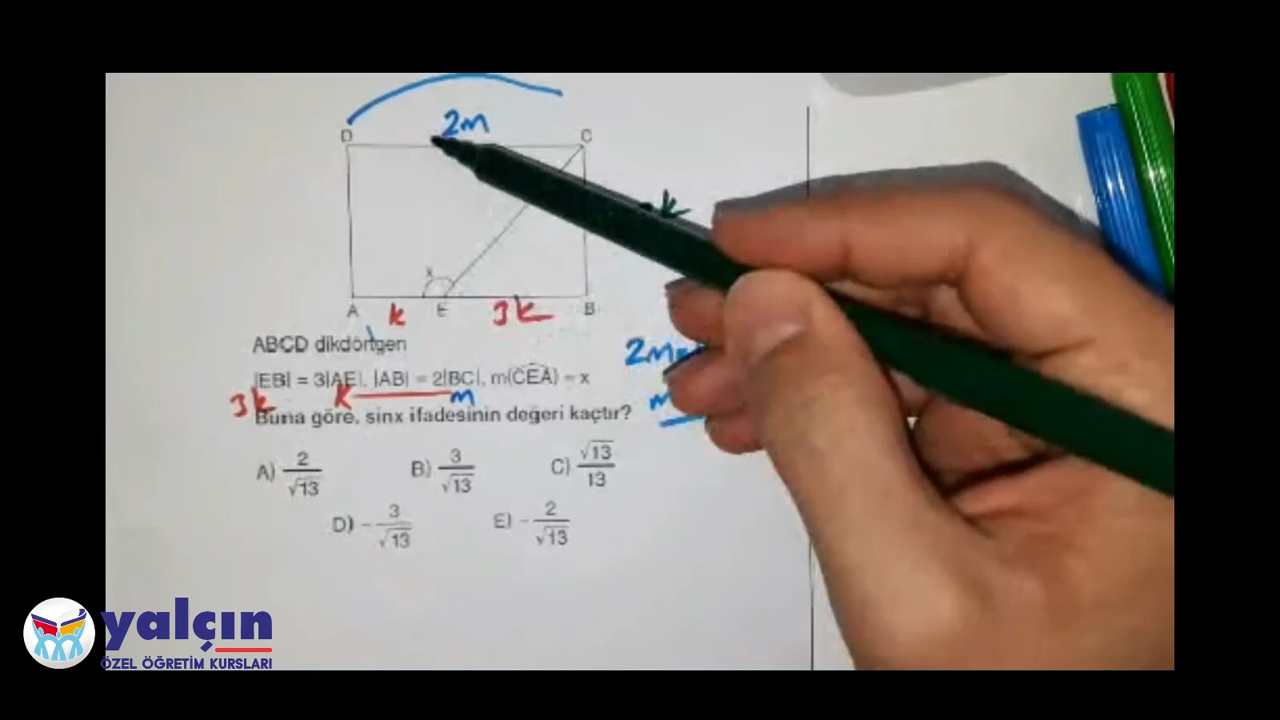 2m
D
C
k
x
A
k
E
3k
B
ABCD dikdörtgen
|EB| = 3|AE|, |AB| = 2|BC|, m(CEA) = x
3k
k
m
2m
m
Buna göre, sinx ifadesinin değeri kaçtır?
A) 2/√13
B) 3/√13
C) √13/13
D) -3/√13
E) -2/√13
yalçın
ÖZEL ÖĞRETİM KURSLARI